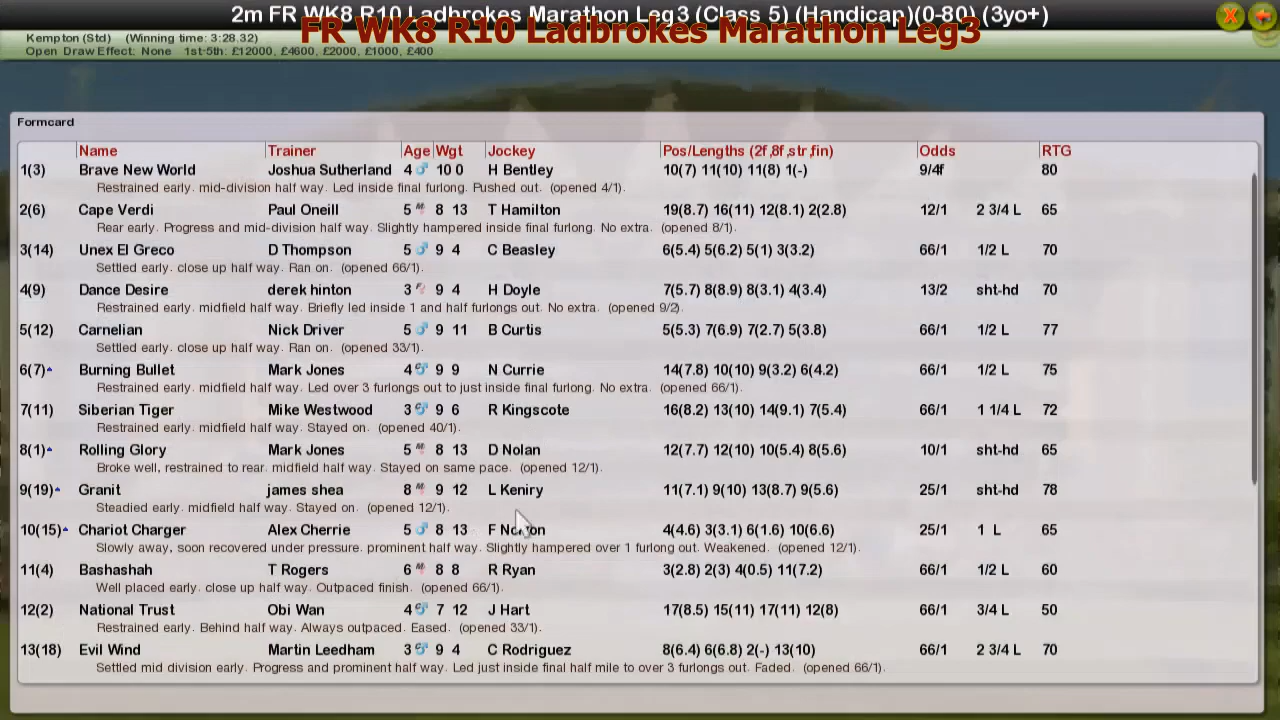 2m FR WK8 R10 Ladbrokes Marathon Leg3 (Class 5) (Handicap)(0-80) (3yo+)
FR WK8 R10 Ladbrokes Marathon Leg3
Kempton (Std) (Winning time: 3:28.32)
Open Draw Effect: None 1st-5th: £12000, £4600, £2000, £1000, £400
Formcard
Name Trainer Age Wgt Jockey Pos/Lengths (2f,8f,str,fin) Odds RTG
1(3) Brave New World Joshua Sutherland 4 10 0 H Bentley 10(7) 11(10) 11(8) 1(-) 9/4f 80
Restrained early. mid-division half way. Led inside final furlong. Pushed out. (opened 4/1).
2(6) Cape Verdi Paul Oneill 5 8 13 T Hamilton 19(8.7) 16(11) 12(8.1) 2(2.8) 12/1 2 3/4 L 65
Rear early. Progress and mid-division half way. Slightly hampered inside final furlong. No extra. (opened 8/1).
3(14) Unex El Greco D Thompson 5 9 4 C Beasley 6(5.4) 5(6.2) 5(1) 3(3.2) 66/1 1/2 L 70
Settled early. close up half way. Ran on. (opened 66/1).
4(9) Dance Desire derek hinton 3 9 4 H Doyle 7(5.7) 8(8.9) 8(3.1) 4(3.4) 13/2 sht-hd 70
Restrained early. midfield half way. Briefly led inside 1 and half furlongs out. No extra. (opened 9/2).
5(12) Carnelian Nick Driver 5 9 11 B Curtis 5(5.3) 7(6.9) 7(2.7) 5(3.8) 66/1 1/2 L 77
Settled early. close up half way. Ran on. (opened 33/1).
6(7) Burning Bullet Mark Jones 4 9 9 N Currie 14(7.8) 10(10) 9(3.2) 6(4.2) 66/1 1/2 L 75
Restrained early. midfield half way. Led over 3 furlongs out to just inside final furlong. No extra. (opened 66/1).
7(11) Siberian Tiger Mike Westwood 3 9 6 R Kingscote 16(8.2) 13(10) 14(9.1) 7(5.4) 66/1 1 1/4 L 72
Restrained early. midfield half way. Stayed on. (opened 40/1).
8(1) Rolling Glory Mark Jones 5 8 13 D Nolan 12(7.7) 12(10) 10(5.4) 8(5.6) 10/1 sht-hd 65
Broke well, restrained to rear. midfield half way. Stayed on same pace. (opened 12/1).
9(19) Granit james shea 8 9 12 L Keniry 11(7.1) 9(10) 13(8.7) 9(5.6) 25/1 sht-hd 78
Steadied early. midfield half way. Stayed on. (opened 12/1).
10(15) Chariot Charger Alex Cherrie 5 8 13 F 4(4.6) 3(3.1) 6(1.6) 10(6.6) 25/1 1 L 65
Slowly away, soon recovered under pressure. prominent half way. Slightly hampered over 1 furlong out. Weakened. (opened 12/1).
11(4) Bashashah T Rogers 6 8 8 R Ryan 3(2.8) 2(3) 4(0.5) 11(7.2) 66/1 1/2 L 60
Well placed early. close up half way. Outpaced finish. (opened 66/1).
12(2) National Trust Obi Wan 4 7 12 J Hart 17(8.5) 15(11) 17(11) 12(8) 66/1 3/4 L 50
Restrained early. Behind half way. Always outpaced. Eased. (opened 33/1).
13(18) Evil Wind Martin Leedham 3 9 4 C Rodriguez 8(6.4) 6(6.8) 2(-) 13(10) 66/1 2 3/4 L 70
Settled mid division early. Progress and prominent half way. Led just inside final half mile to over 3 furlongs out. Faded. (opened 66/1).